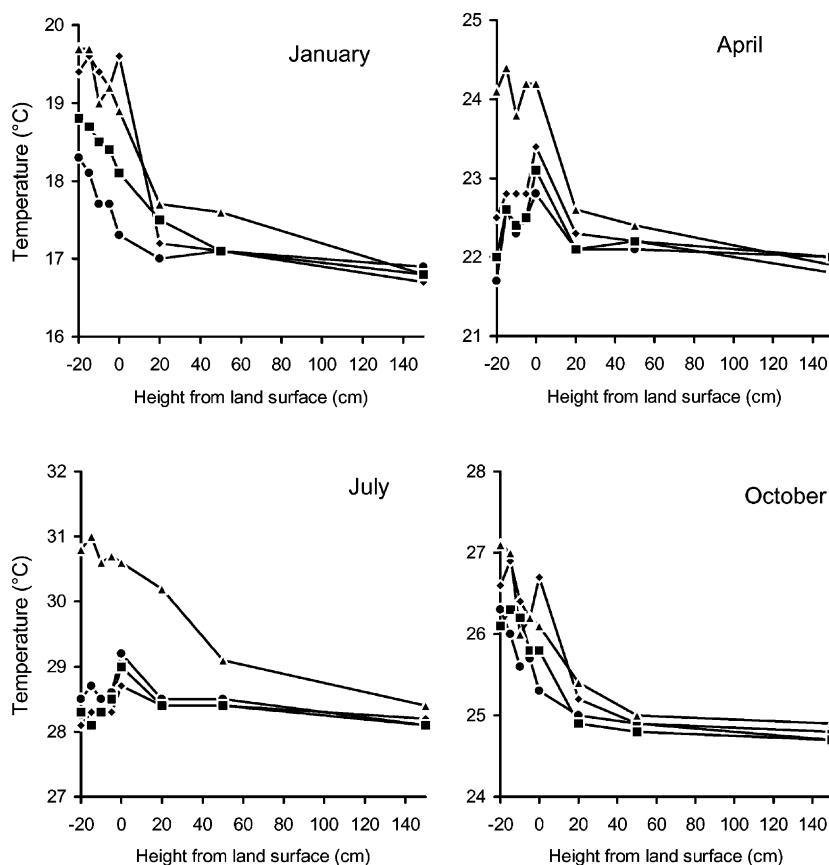 January
Temperature (°C)
20
19
18
17
16
-20 0 20 40 60 80 100 120 140
Height from land surface (cm)
April
Temperature (°C)
25
24
23
22
21
-20 0 20 40 60 80 100 120 140
Height from land surface (cm)
July
Temperature (°C)
32
31
30
29
28
27
-20 0 20 40 60 80 100 120 140
Height from land surface (cm)
October
28
27
26
25
24
-20 0 20 40 60 80 100 120 140
Height from land surface (cm)